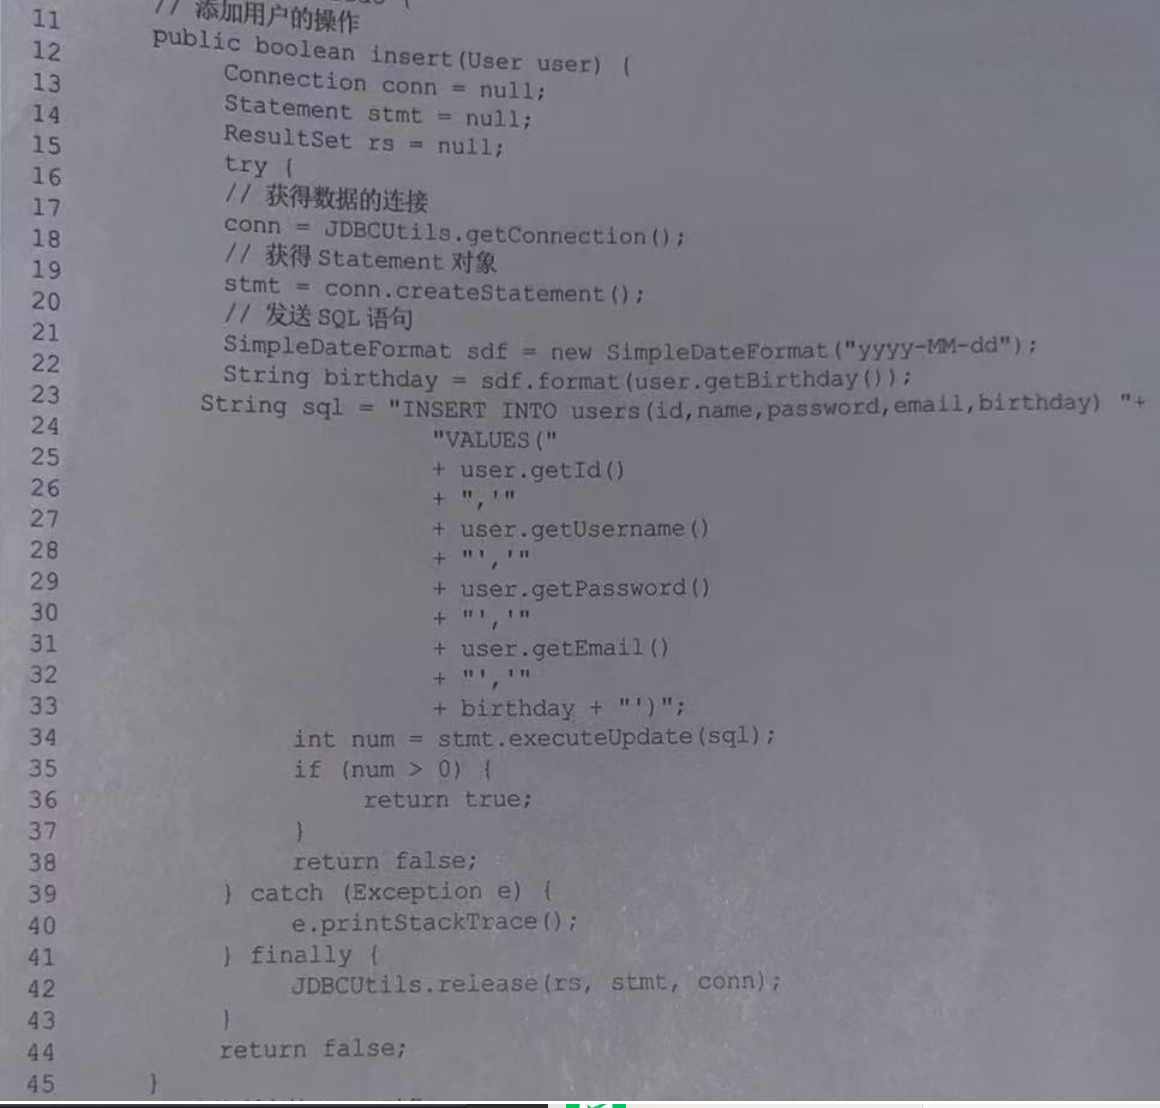 11 // 添加用户的操作
12 public boolean insert(User user) {
13 Connection conn = null;
14 Statement stmt = null;
15 ResultSet rs = null;
16 try {
17 // 获得数据的连接
18 conn = JDBCUtils.getConnection();
19 // 获得 Statement 对象
20 stmt = conn.createStatement();
21 // 发送 SQL 语句
22 SimpleDateFormat sdf = new SimpleDateFormat("yyyy-MM-dd");
23 String birthday = sdf.format(user.getBirthday());
24 String sql = "INSERT INTO users(id,name,password,email,birthday) "+
25 "VALUES("
26 + user.getId()
27 + ",'"
28 + user.getUsername()
29 + "','"
30 + user.getPassword()
31 + "','"
32 + user.getEmail()
33 + "','"
+ birthday + "')";
34 int num = stmt.executeUpdate(sql);
35 if (num > 0) {
36 return true;
37 }
38 return false;
39 } catch (Exception e) {
40 e.printStackTrace();
41 } finally {
42 JDBCUtils.release(rs, stmt, conn);
43 }
44 return false;
45 }